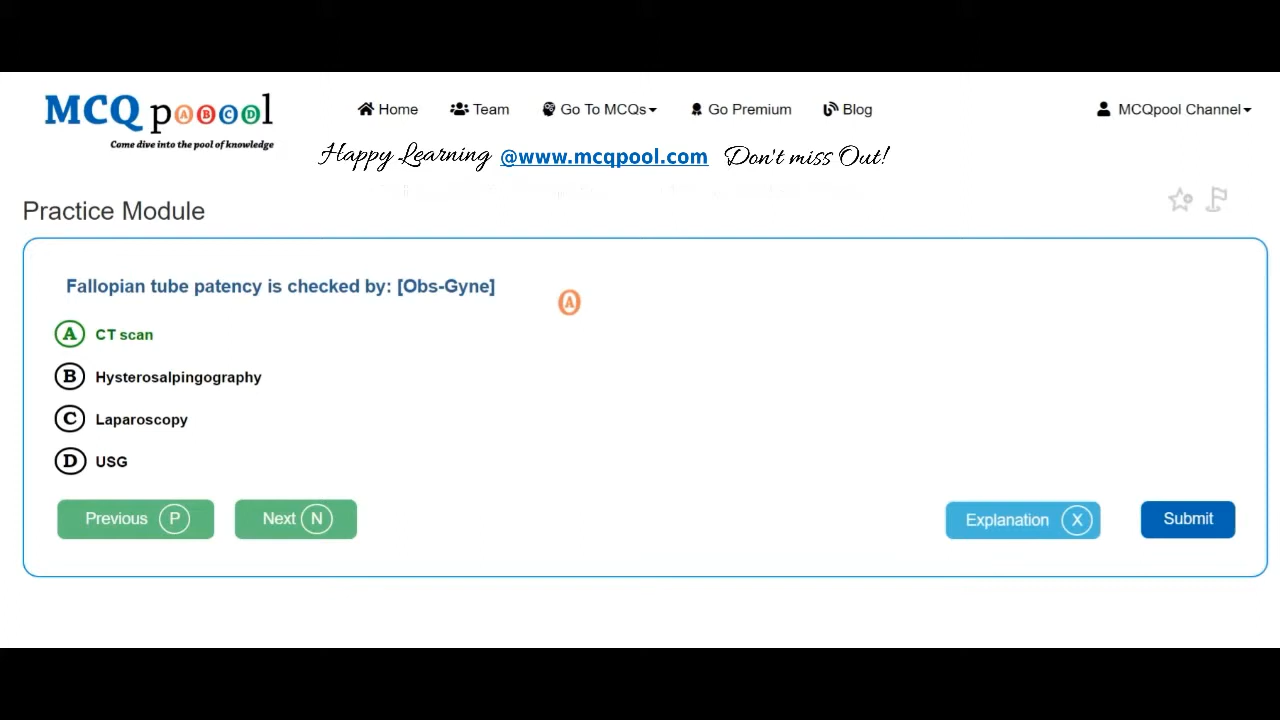 MCQ pABCDl
Come dive into the pool of knowledge
Home Team Go To MCQs Go Premium Blog MCQpool Channel
Happy Learning @www.mcqpool.com Don't miss Out!
Practice Module
Fallopian tube patency is checked by: [Obs-Gyne]
A
A CT scan
B Hysterosalpingography
C Laparoscopy
D USG
Previous P Next N Explanation X Submit